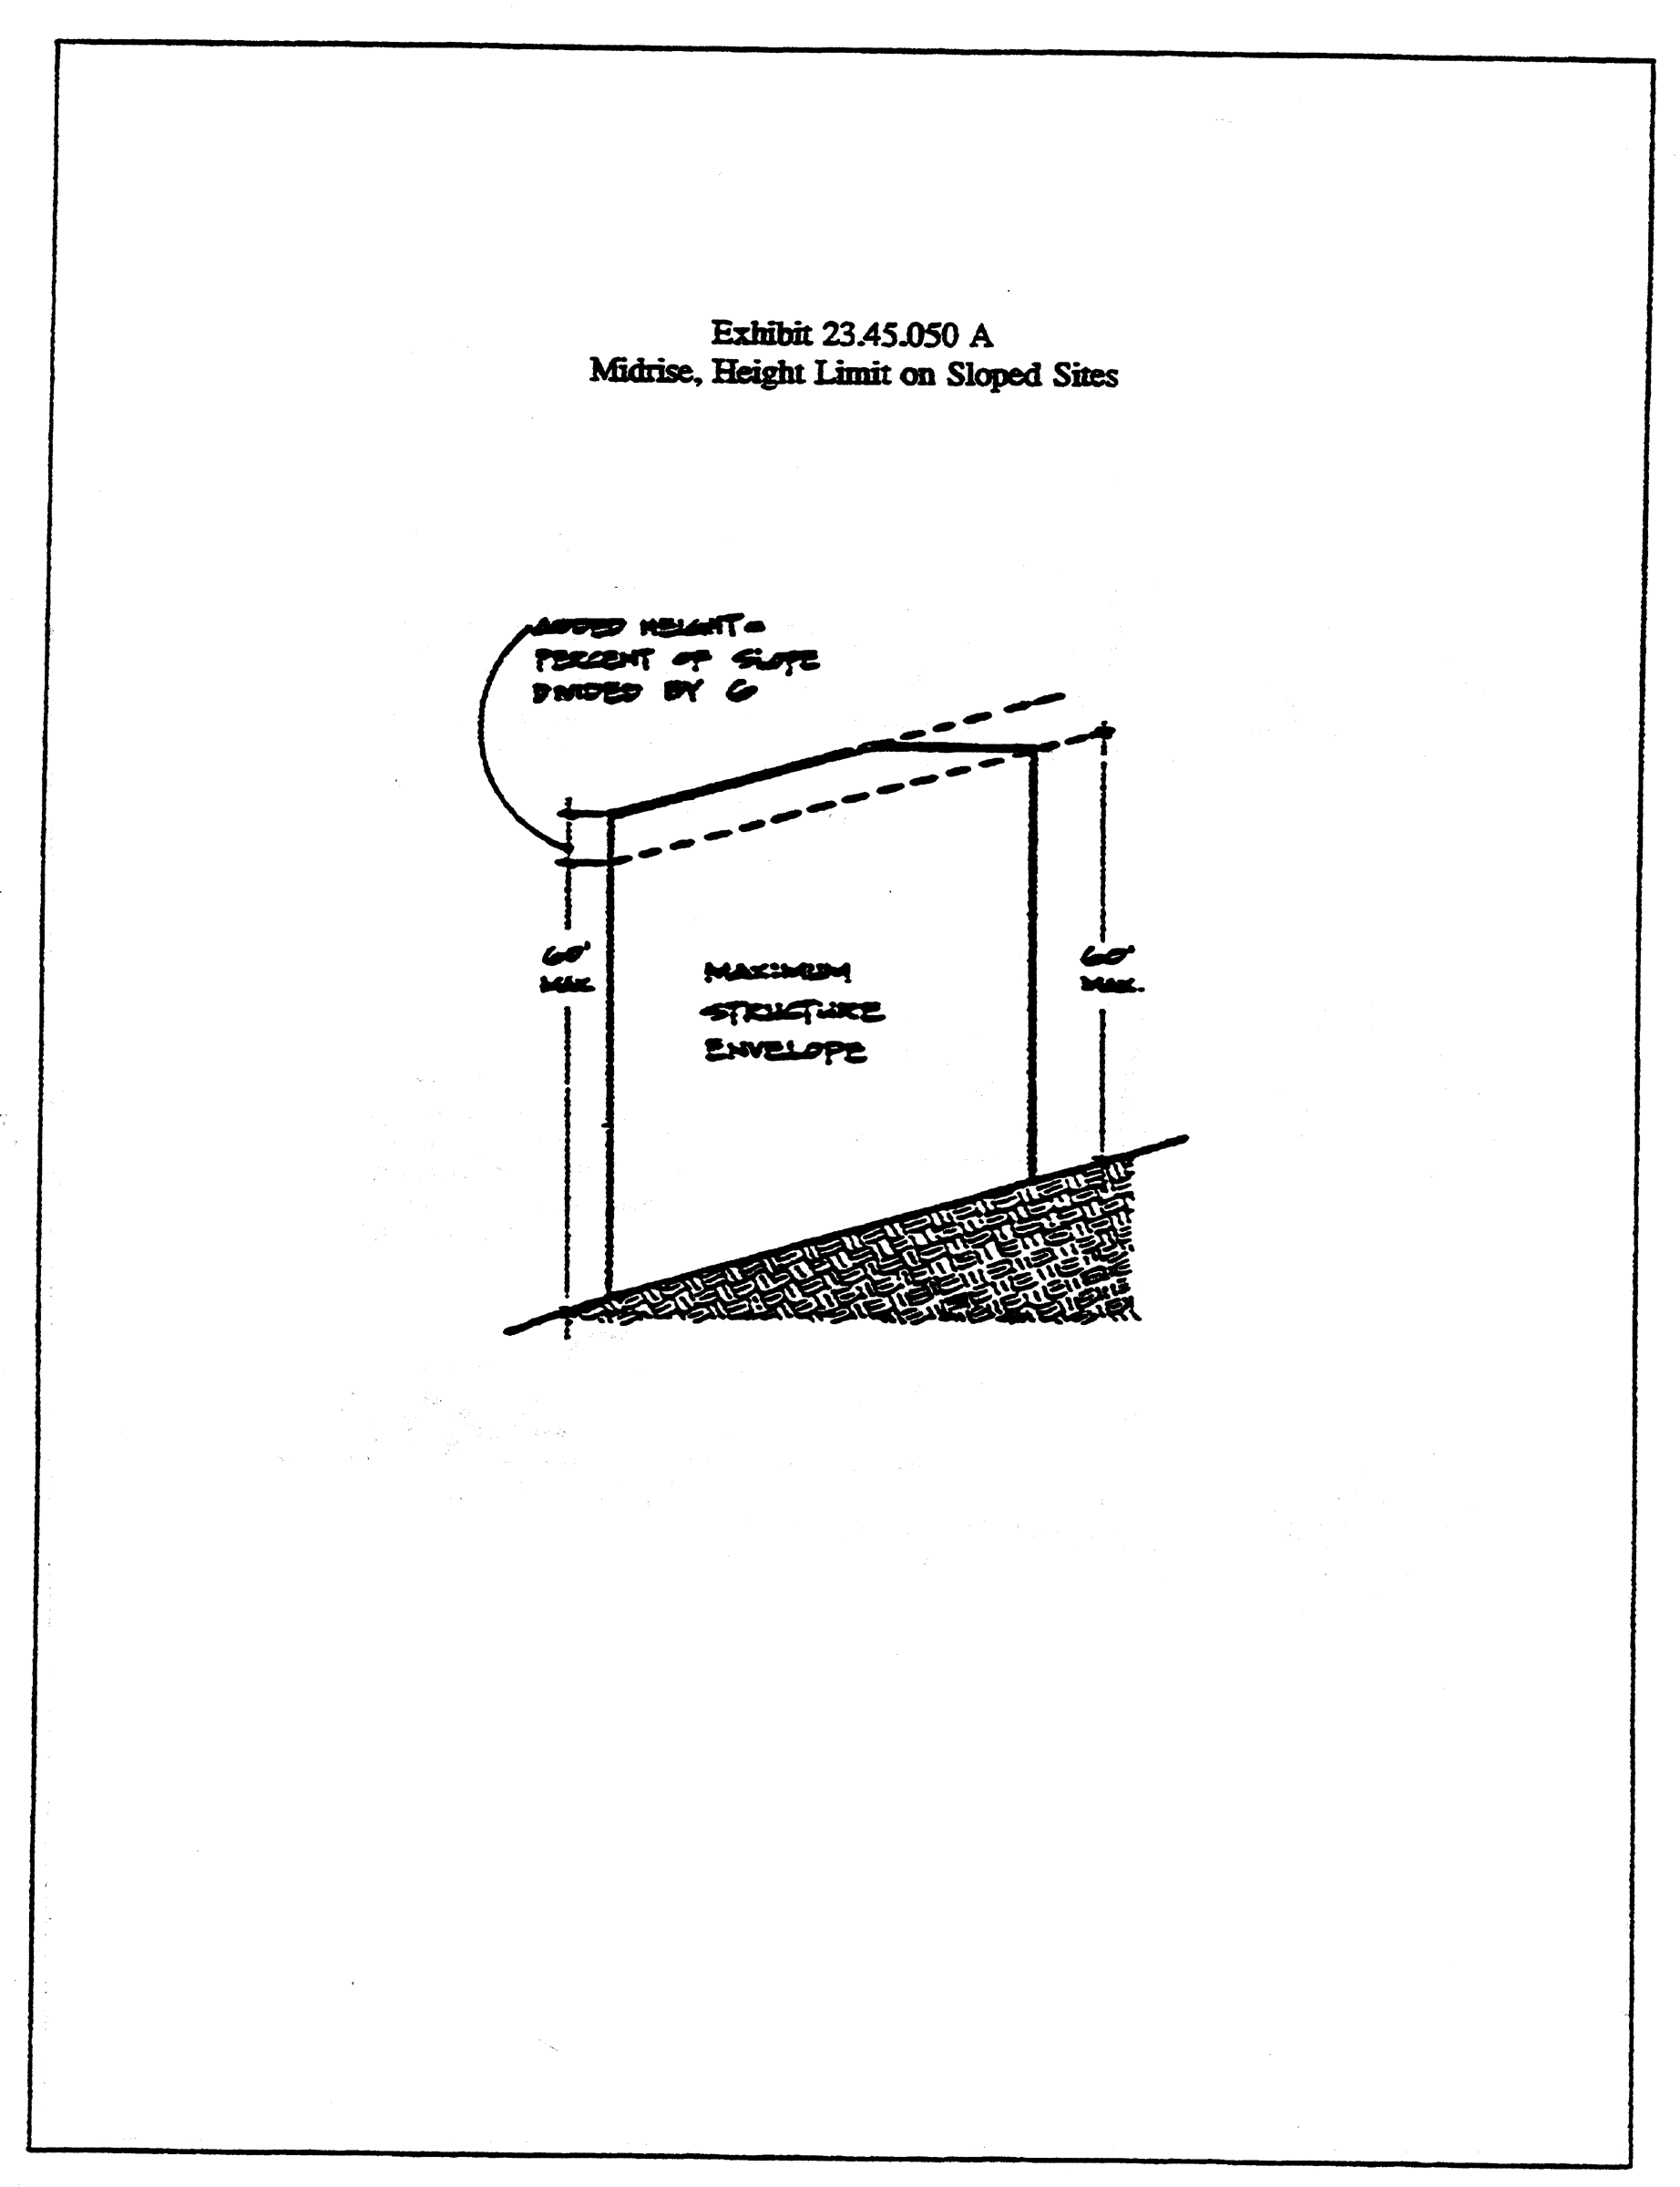 Exhibit 23.45.050 A
Midrise, Height Limit on Sloped Sites
ADDED HEIGHT =
PERCENT OF SLOPE
DIVIDED BY 6
60'
MAX.
MAXIMUM
STRUCTURE
ENVELOPE
60'
MAX.